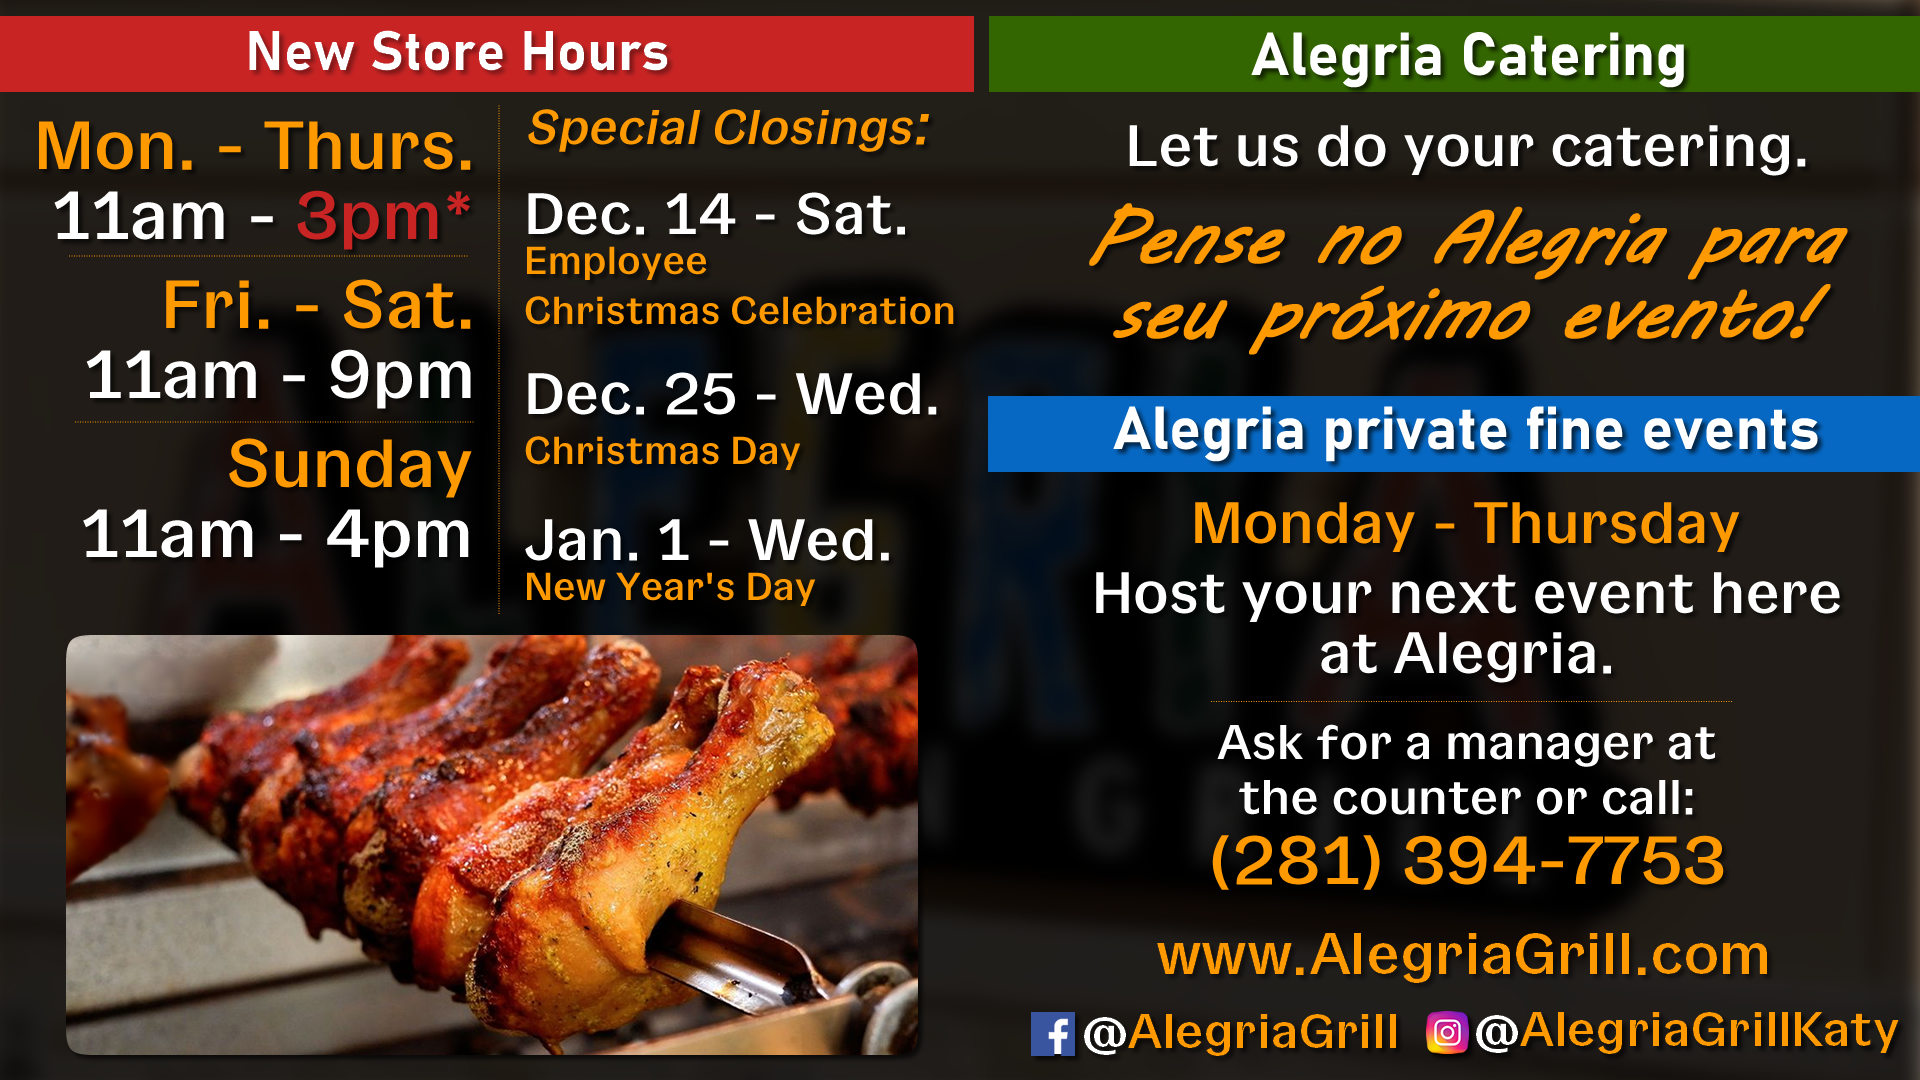 New Store Hours
Mon. - Thurs.
11am - 3pm*
Fri. - Sat.
11am - 9pm
Sunday
11am - 4pm
Special Closings:
Dec. 14 - Sat.
Employee
Christmas Celebration
Dec. 25 - Wed.
Christmas Day
Jan. 1 - Wed.
New Year's Day
Alegria Catering
Let us do your catering.
Pense no Alegria para
seu próximo evento!
Alegria private fine events
Monday - Thursday
Host your next event here
at Alegria.
Ask for a manager at
the counter or call:
(281) 394-7753
www.AlegriaGrill.com
@AlegriaGrill
@AlegriaGrillKaty